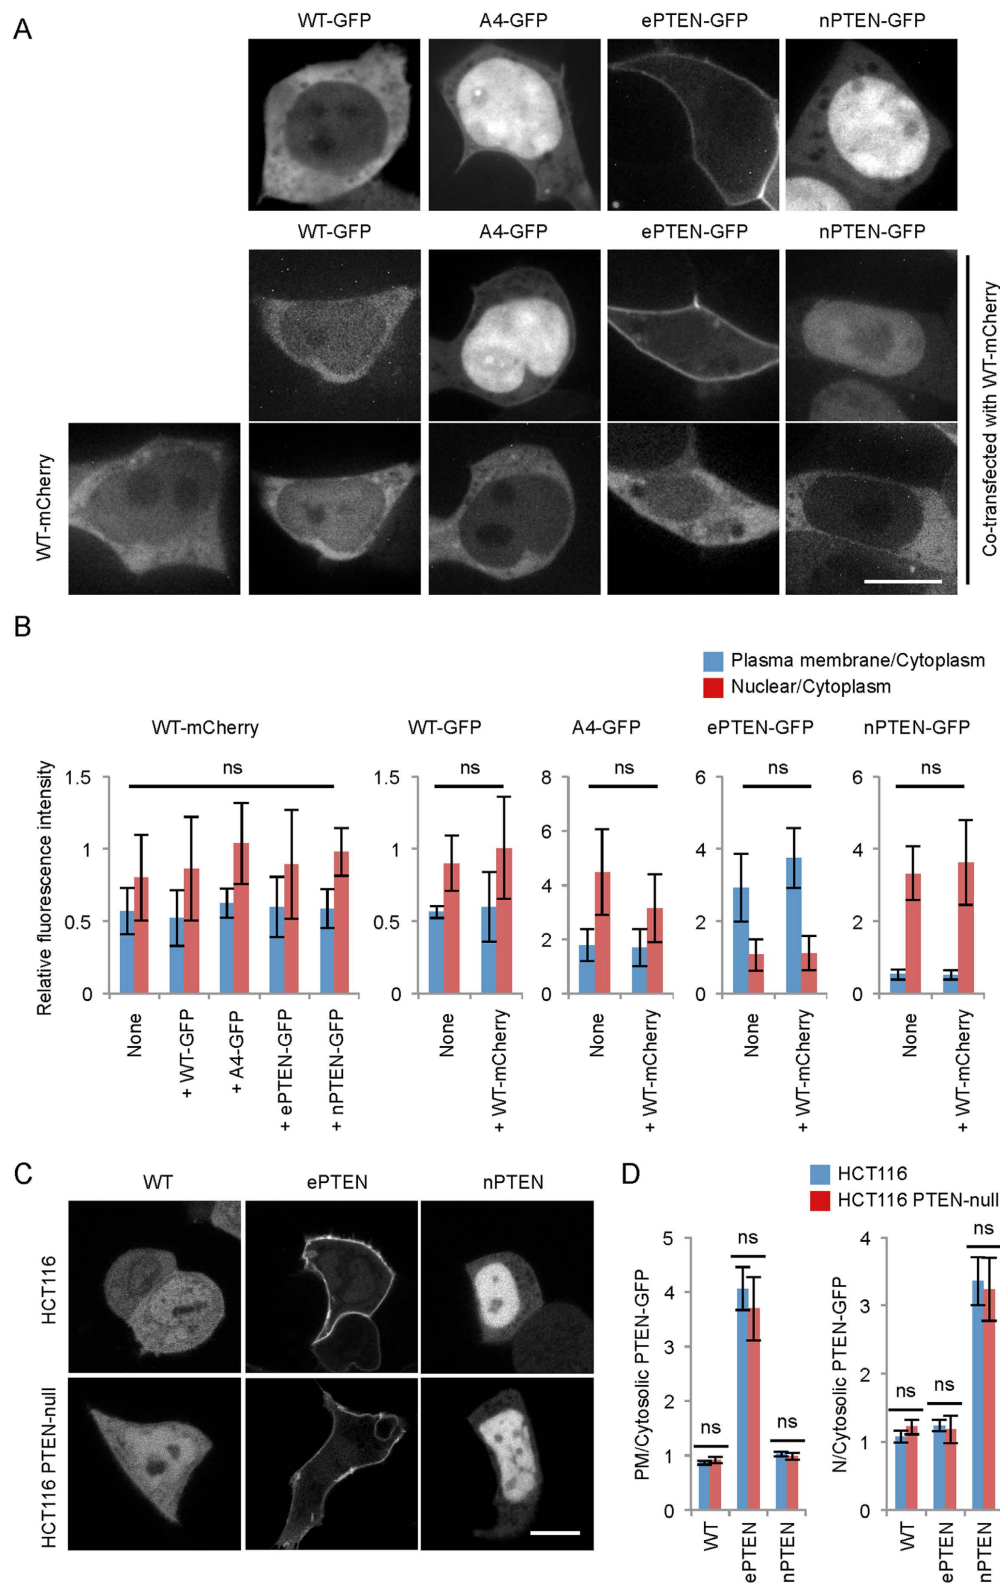 A
WT-GFP A4-GFP ePTEN-GFP nPTEN-GFP
WT-GFP A4-GFP ePTEN-GFP nPTEN-GFP
WT-mCherry
Co-transfected with WT-mCherry
B
Plasma membrane/Cytoplasm
Nuclear/Cytoplasm
WT-mCherry WT-GFP A4-GFP ePTEN-GFP nPTEN-GFP
Relative fluorescence intensity
1.5
1
0.5
0
ns
None
+ WT-GFP
+ A4-GFP
+ ePTEN-GFP
+ nPTEN-GFP
1.5
1
0.5
0
ns
None
+ WT-mCherry
8
6
4
2
0
ns
None
+ WT-mCherry
6
4
2
0
ns
None
+ WT-mCherry
6
4
2
0
ns
None
+ WT-mCherry
C
WT ePTEN nPTEN
HCT116
HCT116 PTEN-null
D
HCT116
HCT116 PTEN-null
PM/Cytosolic PTEN-GFP
5
4
3
2
1
0
ns
ns
ns
WT
ePTEN
nPTEN
N/Cytosolic PTEN-GFP
4
3
2
1
0
ns
ns
ns
WT
ePTEN
nPTEN